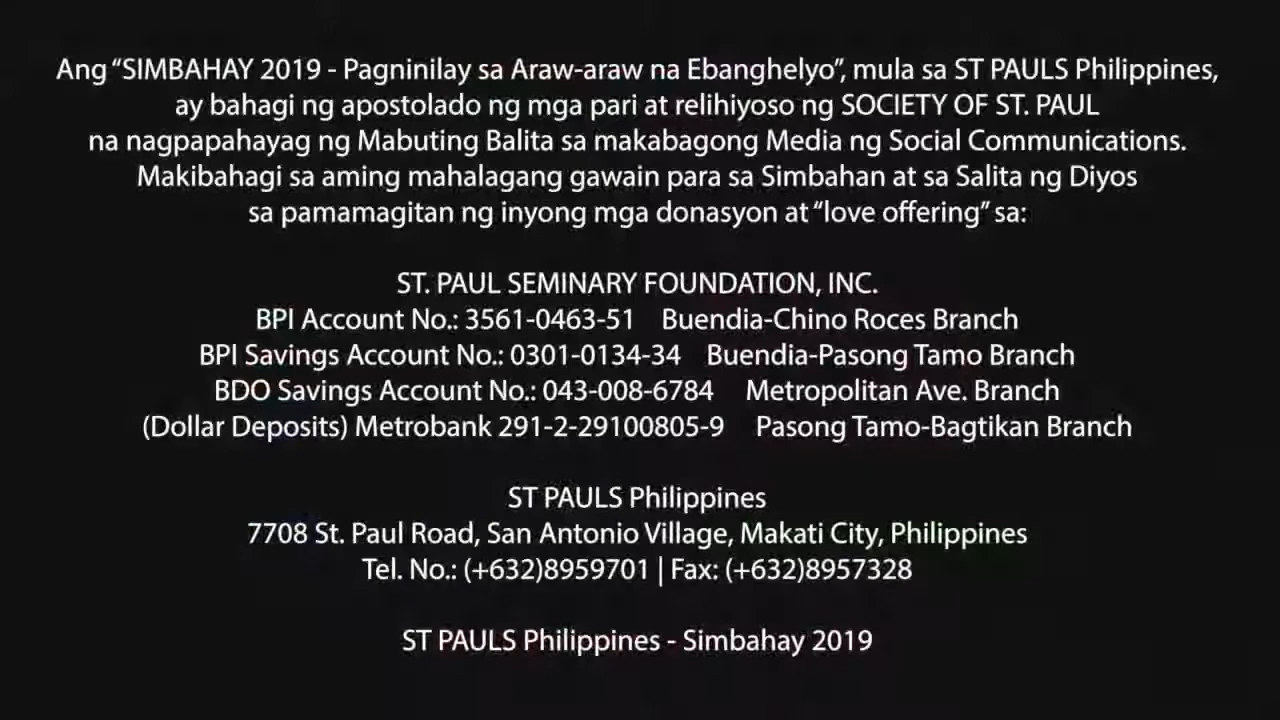 Ang “SIMBAHAY 2019 - Pagninilay sa Araw-araw na Ebanghelyo”, mula sa ST PAULS Philippines,
ay bahagi ng apostolado ng mga pari at relihiyoso ng SOCIETY OF ST. PAUL
na nagpapahayag ng Mabuting Balita sa makabagong Media ng Social Communications.
Makibahagi sa aming mahalagang gawain para sa Simbahan at sa Salita ng Diyos
sa pamamagitan ng inyong mga donasyon at “love offering” sa:
ST. PAUL SEMINARY FOUNDATION, INC.
BPI Account No.: 3561-0463-51 Buendia-Chino Roces Branch
BPI Savings Account No.: 0301-0134-34 Buendia-Pasong Tamo Branch
BDO Savings Account No.: 043-008-6784 Metropolitan Ave. Branch
(Dollar Deposits) Metrobank 291-2-29100805-9 Pasong Tamo-Bagtikan Branch
ST PAULS Philippines
7708 St. Paul Road, San Antonio Village, Makati City, Philippines
Tel. No.: (+632)8959701 | Fax: (+632)8957328
ST PAULS Philippines - Simbahay 2019